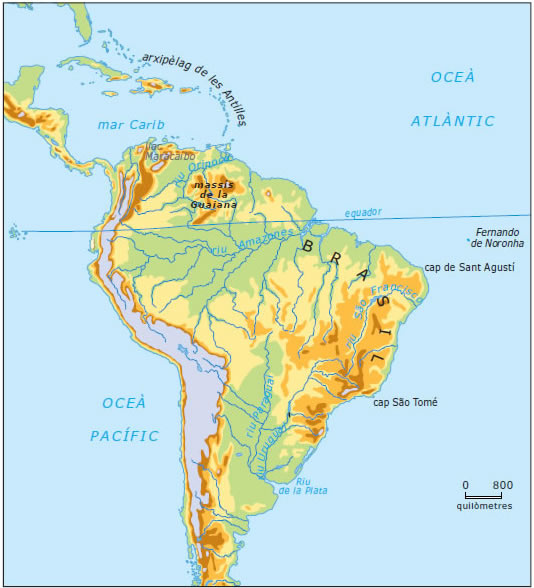 arxipèlag de les Antilles
OCEÀ
ATLÀNTIC
mar Carib
llac
Maracaibo
riu Orinoco
massís
de la
Guaiana
equador
riu Amazones
Fernando
de Noronha
BRASIL
cap de Sant Agustí
riu São Francisco
OCEÀ
PACÍFIC
riu Paraguai
cap São Tomé
riu Uruguai
Riu
de la Plata
0 800
quilòmetres